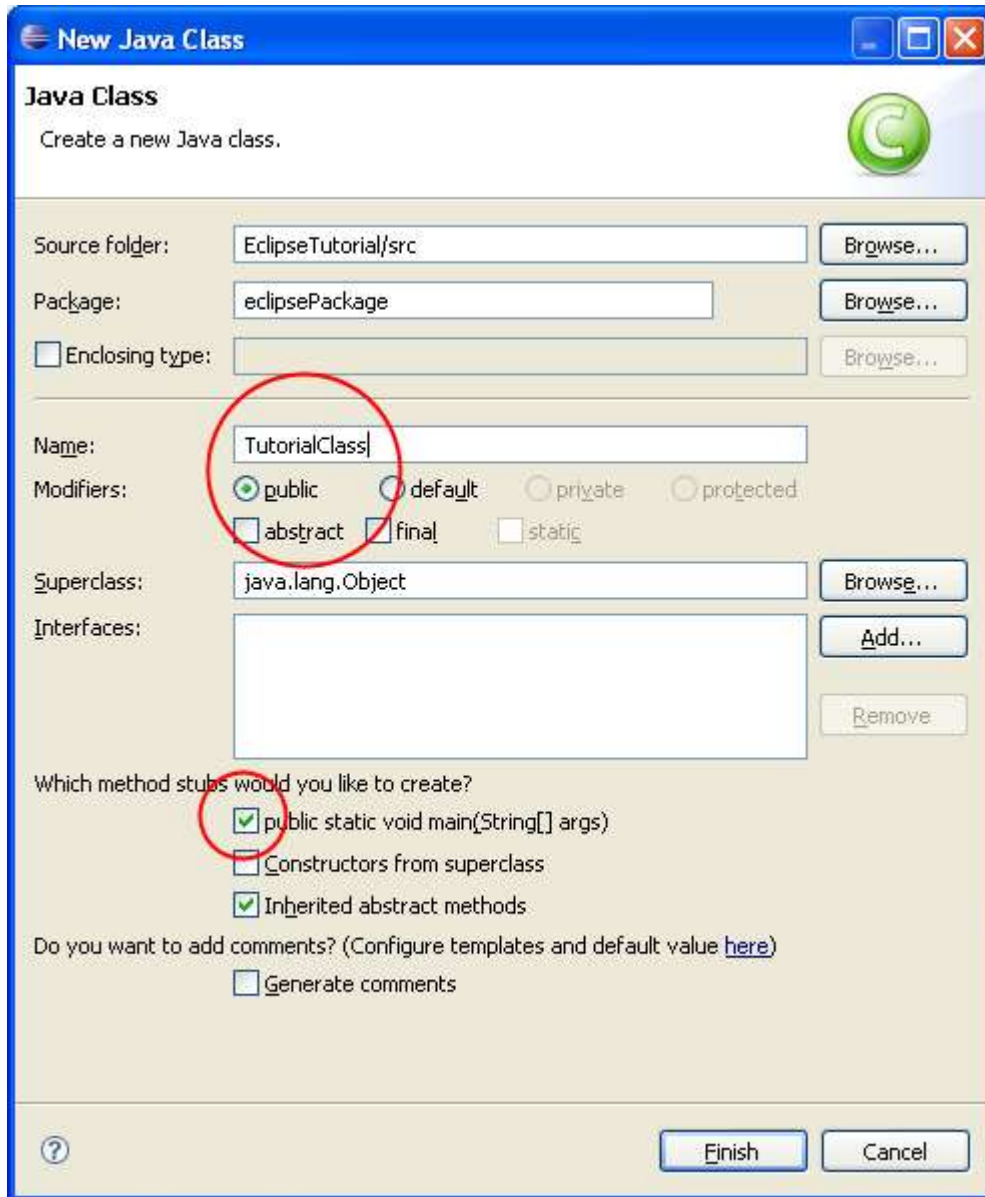 New Java Class
Java Class
Create a new Java class.
Source folder: EclipseTutorial/src Browse...
Package: eclipsePackage Browse...
Enclosing type: Browse...
Name: TutorialClass
Modifiers: public default private protected
abstract final static
Superclass: java.lang.Object Browse...
Interfaces: Add...
Remove
Which method stubs would you like to create?
public static void main(String[] args)
Constructors from superclass
Inherited abstract methods
Do you want to add comments? (Configure templates and default value here)
Generate comments
? Finish Cancel